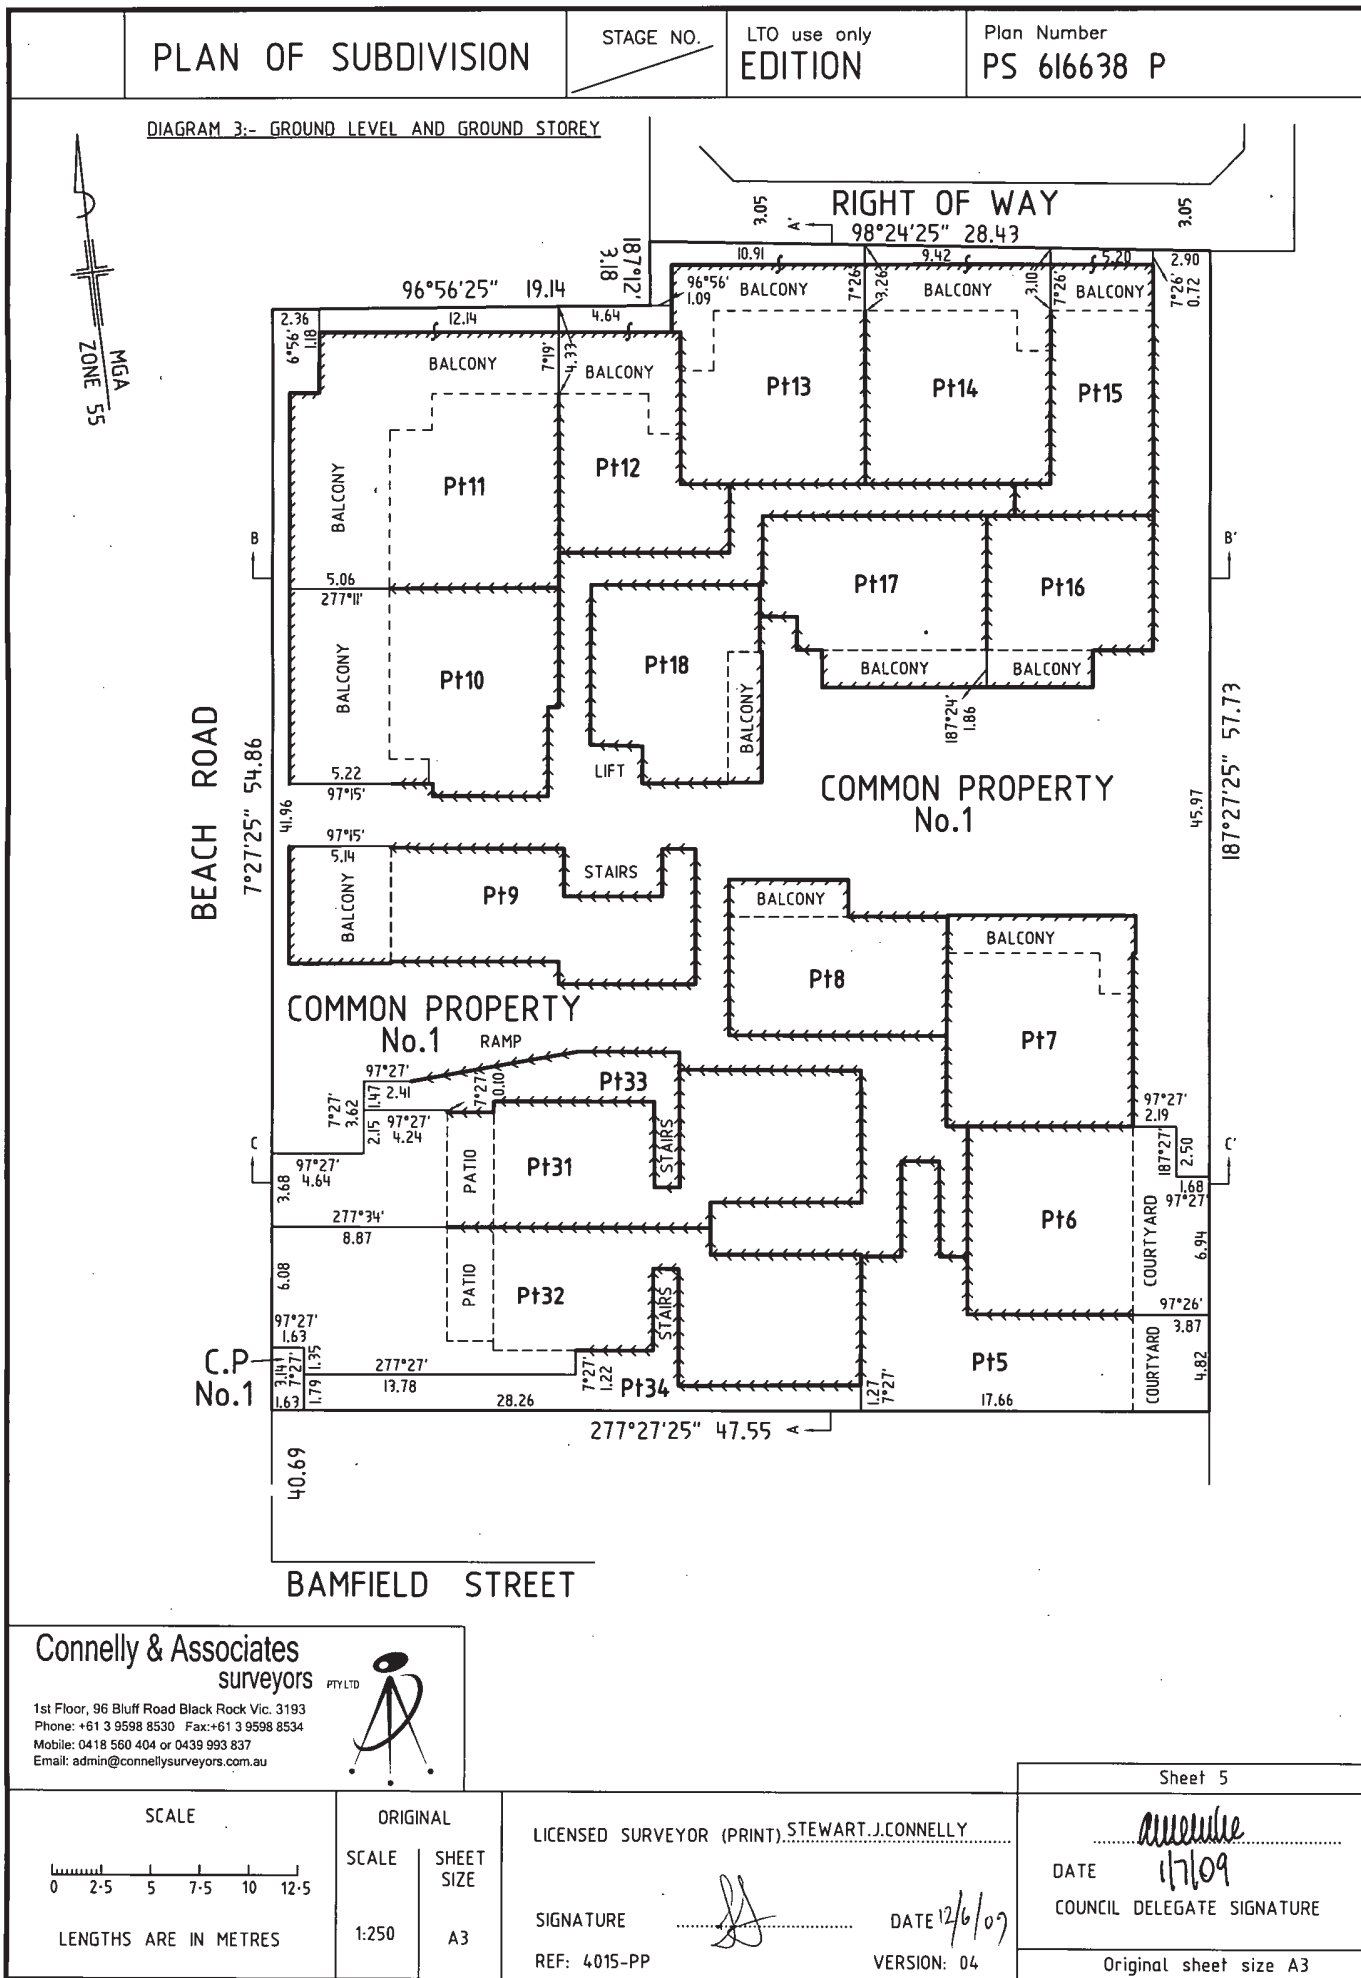 PLAN OF SUBDIVISION
STAGE NO.
LTO use only
EDITION
Plan Number
PS 616638 P
DIAGRAM 3:- GROUND LEVEL AND GROUND STOREY
MGA
ZONE 55
RIGHT OF WAY
3.05
3.05
A'
98°24'25" 28.43
187°12'
3.18
96°56'25" 19.14
10.91
9.42
5.20
2.90
7°26'
0.72
96°56'
1.09
7°26'
3.26
3.10
7°26'
BALCONY
BALCONY
BALCONY
2.36
6°56'
1.18
12.14
4.64
7°19'
4.33
BALCONY
BALCONY
Pt13
Pt14
Pt15
Pt12
Pt11
BALCONY
B
B'
5.06
277°11'
Pt17
Pt16
Pt18
Pt10
BALCONY
BALCONY
BALCONY
BALCONY
187°24'
1.86
LIFT
5.22
97°15'
BEACH ROAD
7°27'25" 54.86
41.96
COMMON PROPERTY
No.1
45.97
187°27'25" 57.73
97°15'
5.14
STAIRS
BALCONY
Pt9
BALCONY
BALCONY
Pt8
Pt7
COMMON PROPERTY
No.1
RAMP
97°27'
2.41
7°27'
3.62
1.47
2.15
97°27'
4.24
7°27'
0.10
Pt33
97°27'
2.19
187°27'
2.50
C
C'
97°27'
4.64
3.68
PATIO
Pt31
STAIRS
1.68
97°27'
277°34'
8.87
Pt6
COURTYARD
6.94
6.08
PATIO
Pt32
STAIRS
97°26'
3.87
97°27'
1.63
C.P
No.1
3.14
7°27'
1.35
277°27'
13.78
7°27'
1.22
Pt34
Pt5
COURTYARD
4.82
1.63
1.79
28.26
1.27
7°27'
17.66
277°27'25" 47.55
A
40.69
BAMFIELD STREET
Connelly & Associates
surveyors PTY LTD
1st Floor, 96 Bluff Road Black Rock Vic. 3193
Phone: +61 3 9598 8530 Fax:+61 3 9598 8534
Mobile: 0418 560 404 or 0439 993 837
Email: admin@connellysurveyors.com.au
SCALE
0 2·5 5 7·5 10 12·5
LENGTHS ARE IN METRES
ORIGINAL
SCALE
SHEET
SIZE
1:250
A3
LICENSED SURVEYOR (PRINT) STEWART.J.CONNELLY
SIGNATURE
DATE 12/6/09
REF: 4015-PP
VERSION: 04
Sheet 5
DATE 1/7/09
COUNCIL DELEGATE SIGNATURE
Original sheet size A3